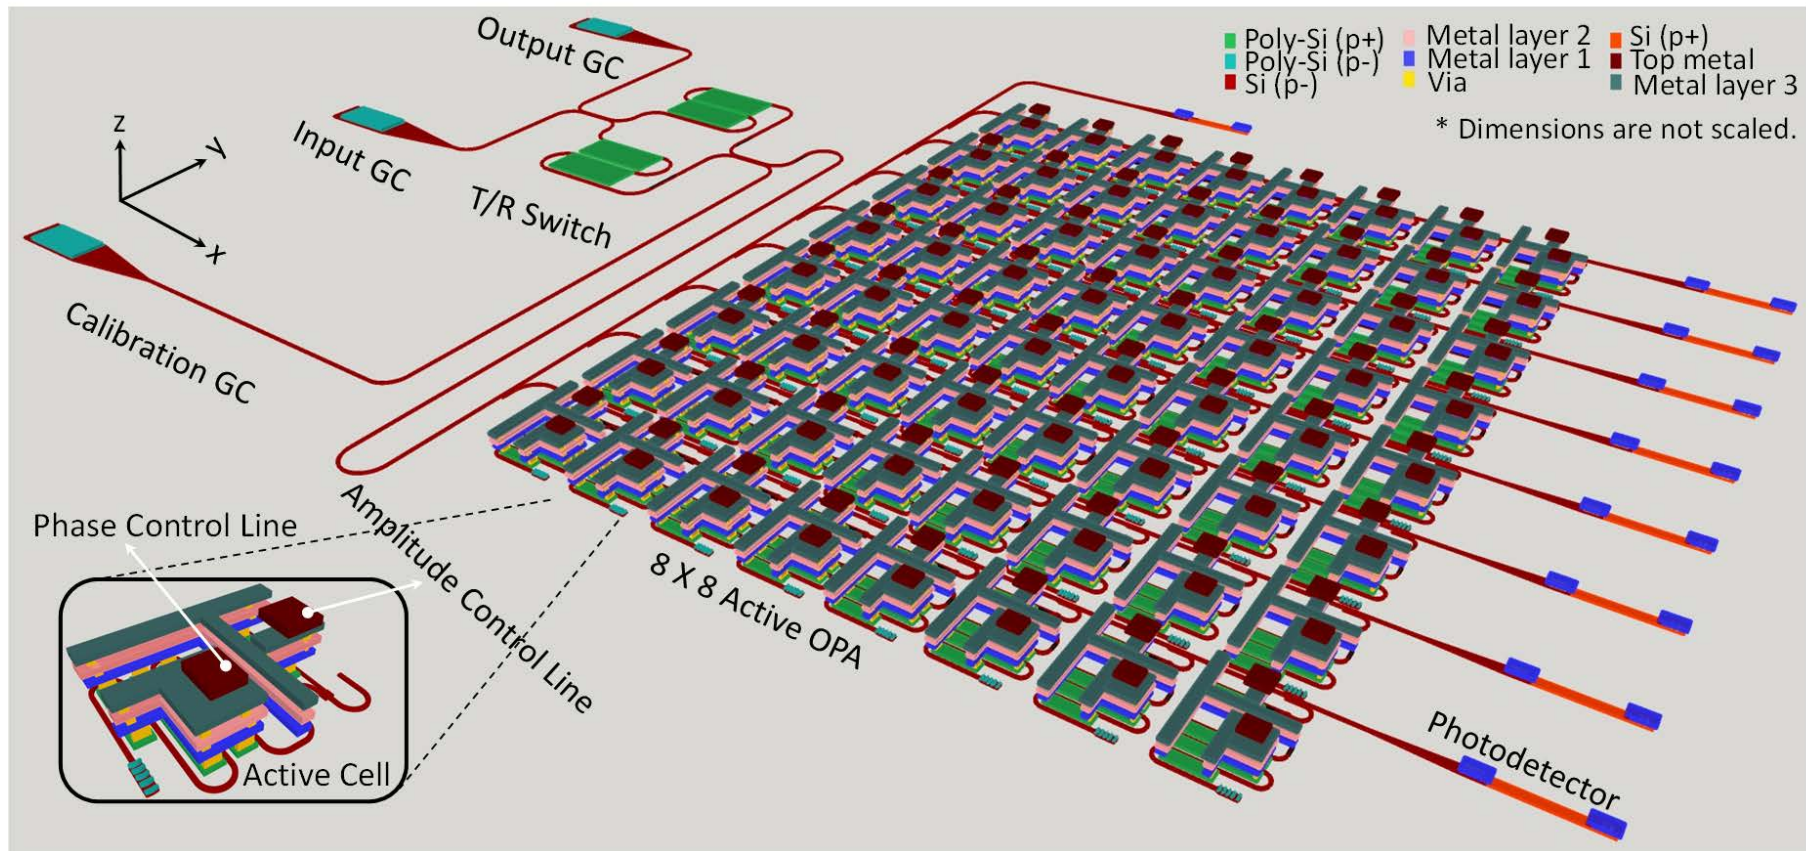 Output GC
Input GC
T/R Switch
Calibration GC
z
y
x
Poly-Si (p+)
Poly-Si (p-)
Si (p-)
Metal layer 2
Metal layer 1
Via
Si (p+)
Top metal
Metal layer 3
* Dimensions are not scaled.
Phase Control Line
Amplitude Control Line
Active Cell
8 X 8 Active OPA
Photodetector